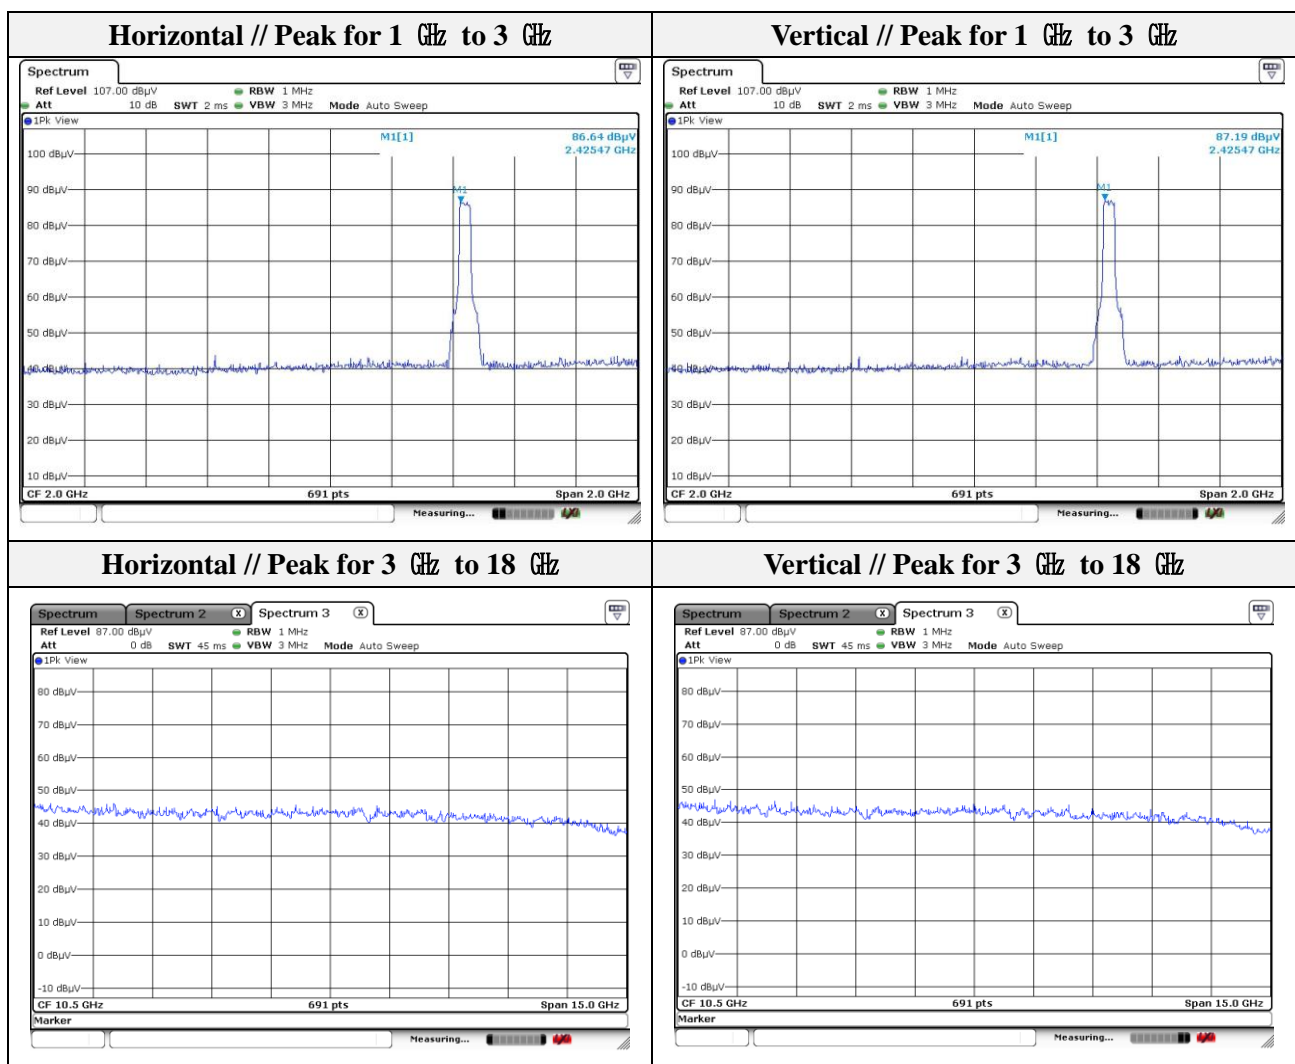 Horizontal // Peak for 1 ㎓ to 3 ㎓
Spectrum
Ref Level 107.00 dBµV RBW 1 MHz
Att 10 dB SWT 2 ms VBW 3 MHz Mode Auto Sweep
1Pk View
M1[1] 86.64 dBµV
2.42547 GHz
M1
100 dBµV
90 dBµV
80 dBµV
70 dBµV
60 dBµV
50 dBµV
40 dBµV
30 dBµV
20 dBµV
10 dBµV
CF 2.0 GHz 691 pts Span 2.0 GHz
Measuring...
Vertical // Peak for 1 ㎓ to 3 ㎓
Spectrum
Ref Level 107.00 dBµV RBW 1 MHz
Att 10 dB SWT 2 ms VBW 3 MHz Mode Auto Sweep
1Pk View
M1[1] 87.19 dBµV
2.42547 GHz
M1
100 dBµV
90 dBµV
80 dBµV
70 dBµV
60 dBµV
50 dBµV
40 dBµV
30 dBµV
20 dBµV
10 dBµV
CF 2.0 GHz 691 pts Span 2.0 GHz
Measuring...
Horizontal // Peak for 3 ㎓ to 18 ㎓
Spectrum Spectrum 2 X Spectrum 3 X
Ref Level 87.00 dBµV RBW 1 MHz
Att 0 dB SWT 45 ms VBW 3 MHz Mode Auto Sweep
1Pk View
80 dBµV
70 dBµV
60 dBµV
50 dBµV
40 dBµV
30 dBµV
20 dBµV
10 dBµV
0 dBµV
-10 dBµV
CF 10.5 GHz 691 pts Span 15.0 GHz
Marker
Measuring...
Vertical // Peak for 3 ㎓ to 18 ㎓
Spectrum Spectrum 2 X Spectrum 3 X
Ref Level 87.00 dBµV RBW 1 MHz
Att 0 dB SWT 45 ms VBW 3 MHz Mode Auto Sweep
1Pk View
80 dBµV
70 dBµV
60 dBµV
50 dBµV
40 dBµV
30 dBµV
20 dBµV
10 dBµV
0 dBµV
-10 dBµV
CF 10.5 GHz 691 pts Span 15.0 GHz
Marker
Measuring...